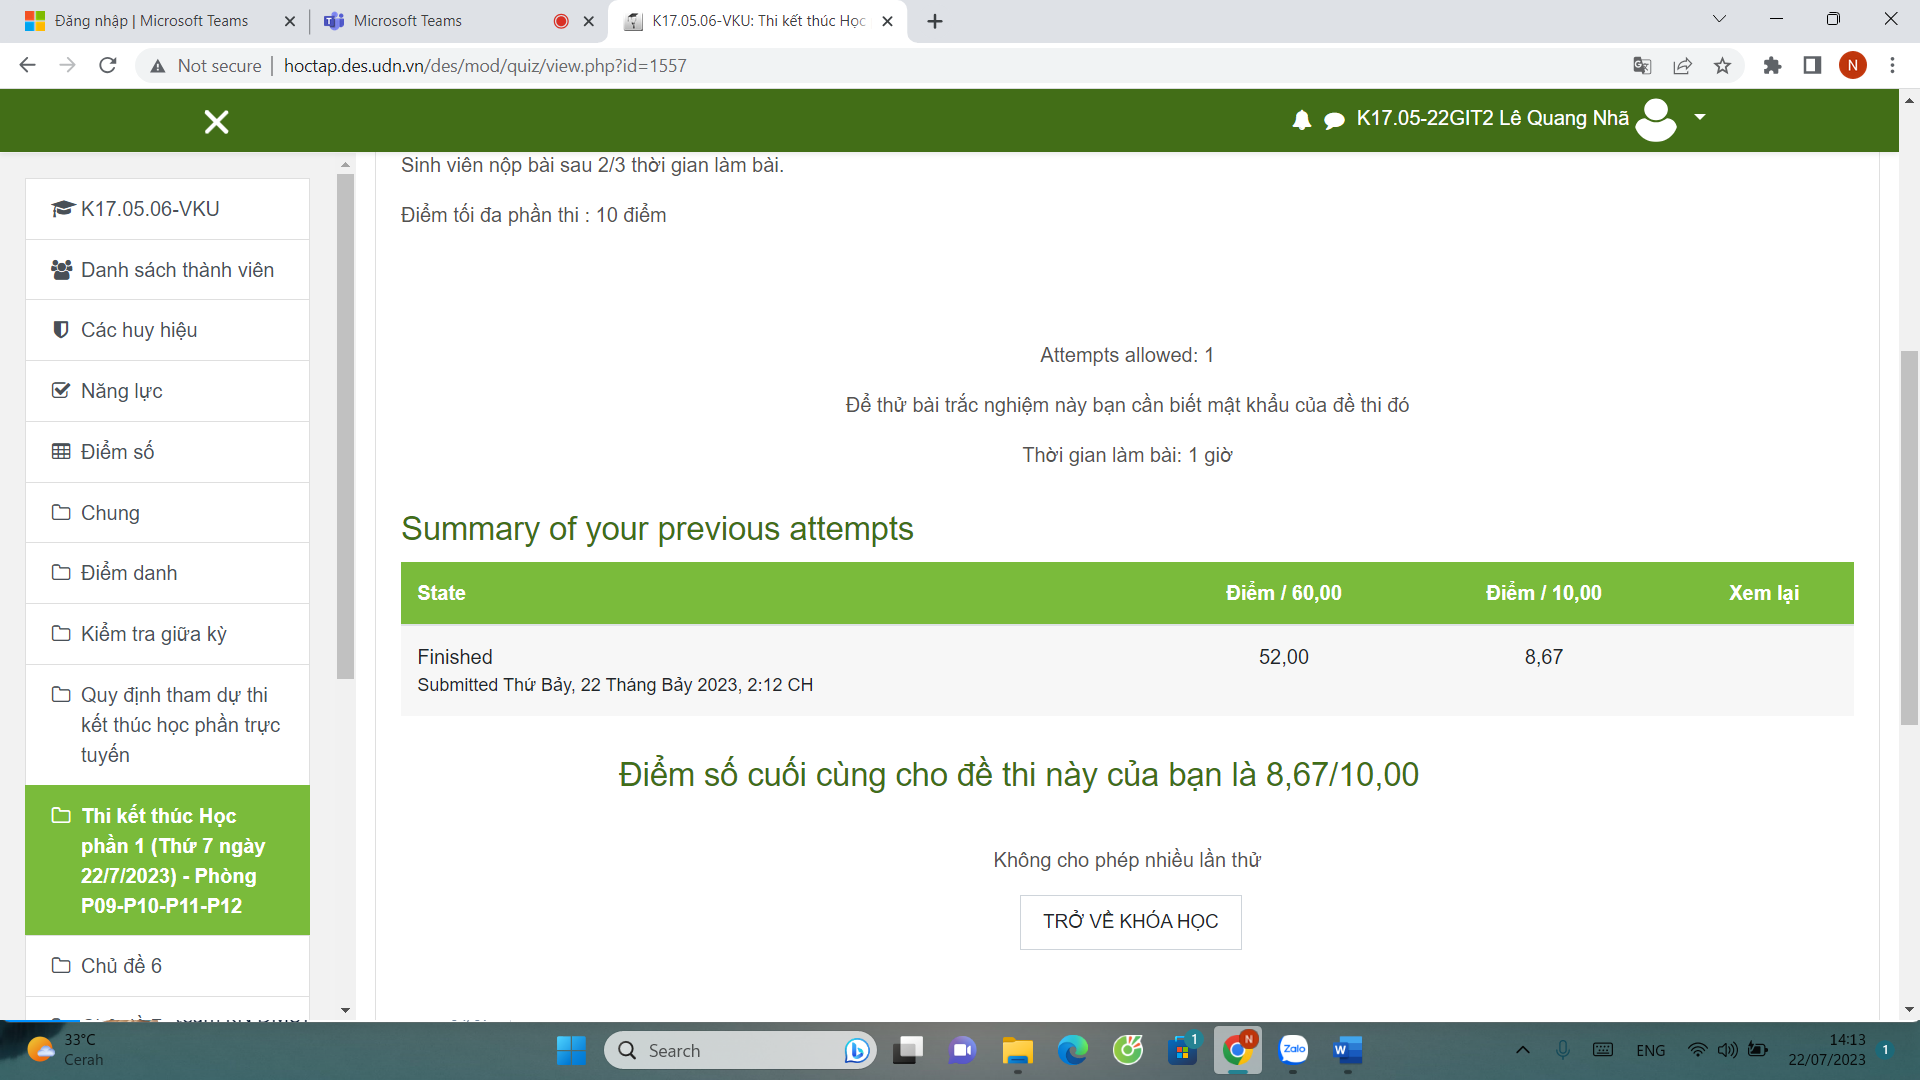 Đăng nhập | Microsoft Teams
Microsoft Teams
K17.05.06-VKU: Thi kết thúc Học
Not secure
hoctap.des.udn.vn/des/mod/quiz/view.php?id=1557
N
K17.05-22GIT2 Lê Quang Nhã
K17.05.06-VKU
Danh sách thành viên
Các huy hiệu
Năng lực
Điểm số
Chung
Điểm danh
Kiểm tra giữa kỳ
Quy định tham dự thi
kết thúc học phần trực
tuyến
Thi kết thúc Học
phần 1 (Thứ 7 ngày
22/7/2023) - Phòng
P09-P10-P11-P12
Chủ đề 6
Sinh viên nộp bài sau 2/3 thời gian làm bài.
Điểm tối đa phần thi : 10 điểm
Attempts allowed: 1
Để thử bài trắc nghiệm này bạn cần biết mật khẩu của đề thi đó
Thời gian làm bài: 1 giờ
Summary of your previous attempts
State Điểm / 60,00 Điểm / 10,00 Xem lại
Finished 52,00 8,67
Submitted Thứ Bảy, 22 Tháng Bảy 2023, 2:12 CH
Điểm số cuối cùng cho đề thi này của bạn là 8,67/10,00
Không cho phép nhiều lần thử
TRỞ VỀ KHÓA HỌC
33°C
Cerah
Search
1
N
Zalo
W
ENG
14:13
22/07/2023
1